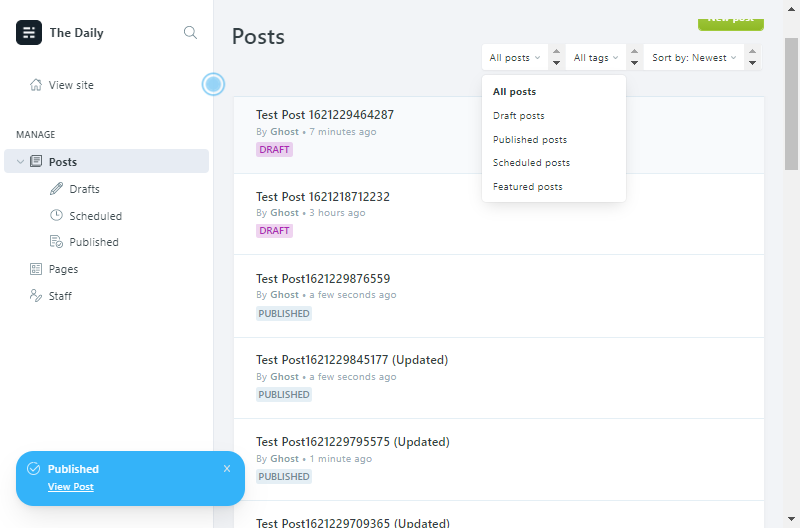 The Daily
View site
MANAGE
Posts
Drafts
Scheduled
Published
Pages
Staff
Posts
New post
All posts
All tags
Sort by: Newest
All posts
Draft posts
Published posts
Scheduled posts
Featured posts
Test Post 1621229464287
By Ghost • 7 minutes ago
DRAFT
Test Post 1621218712232
By Ghost • 3 hours ago
DRAFT
Test Post1621229876559
By Ghost • a few seconds ago
PUBLISHED
Test Post1621229845177 (Updated)
By Ghost • a few seconds ago
PUBLISHED
Test Post1621229795575 (Updated)
By Ghost • 1 minute ago
PUBLISHED
Test Post1621229709365 (Updated)
Published
View Post